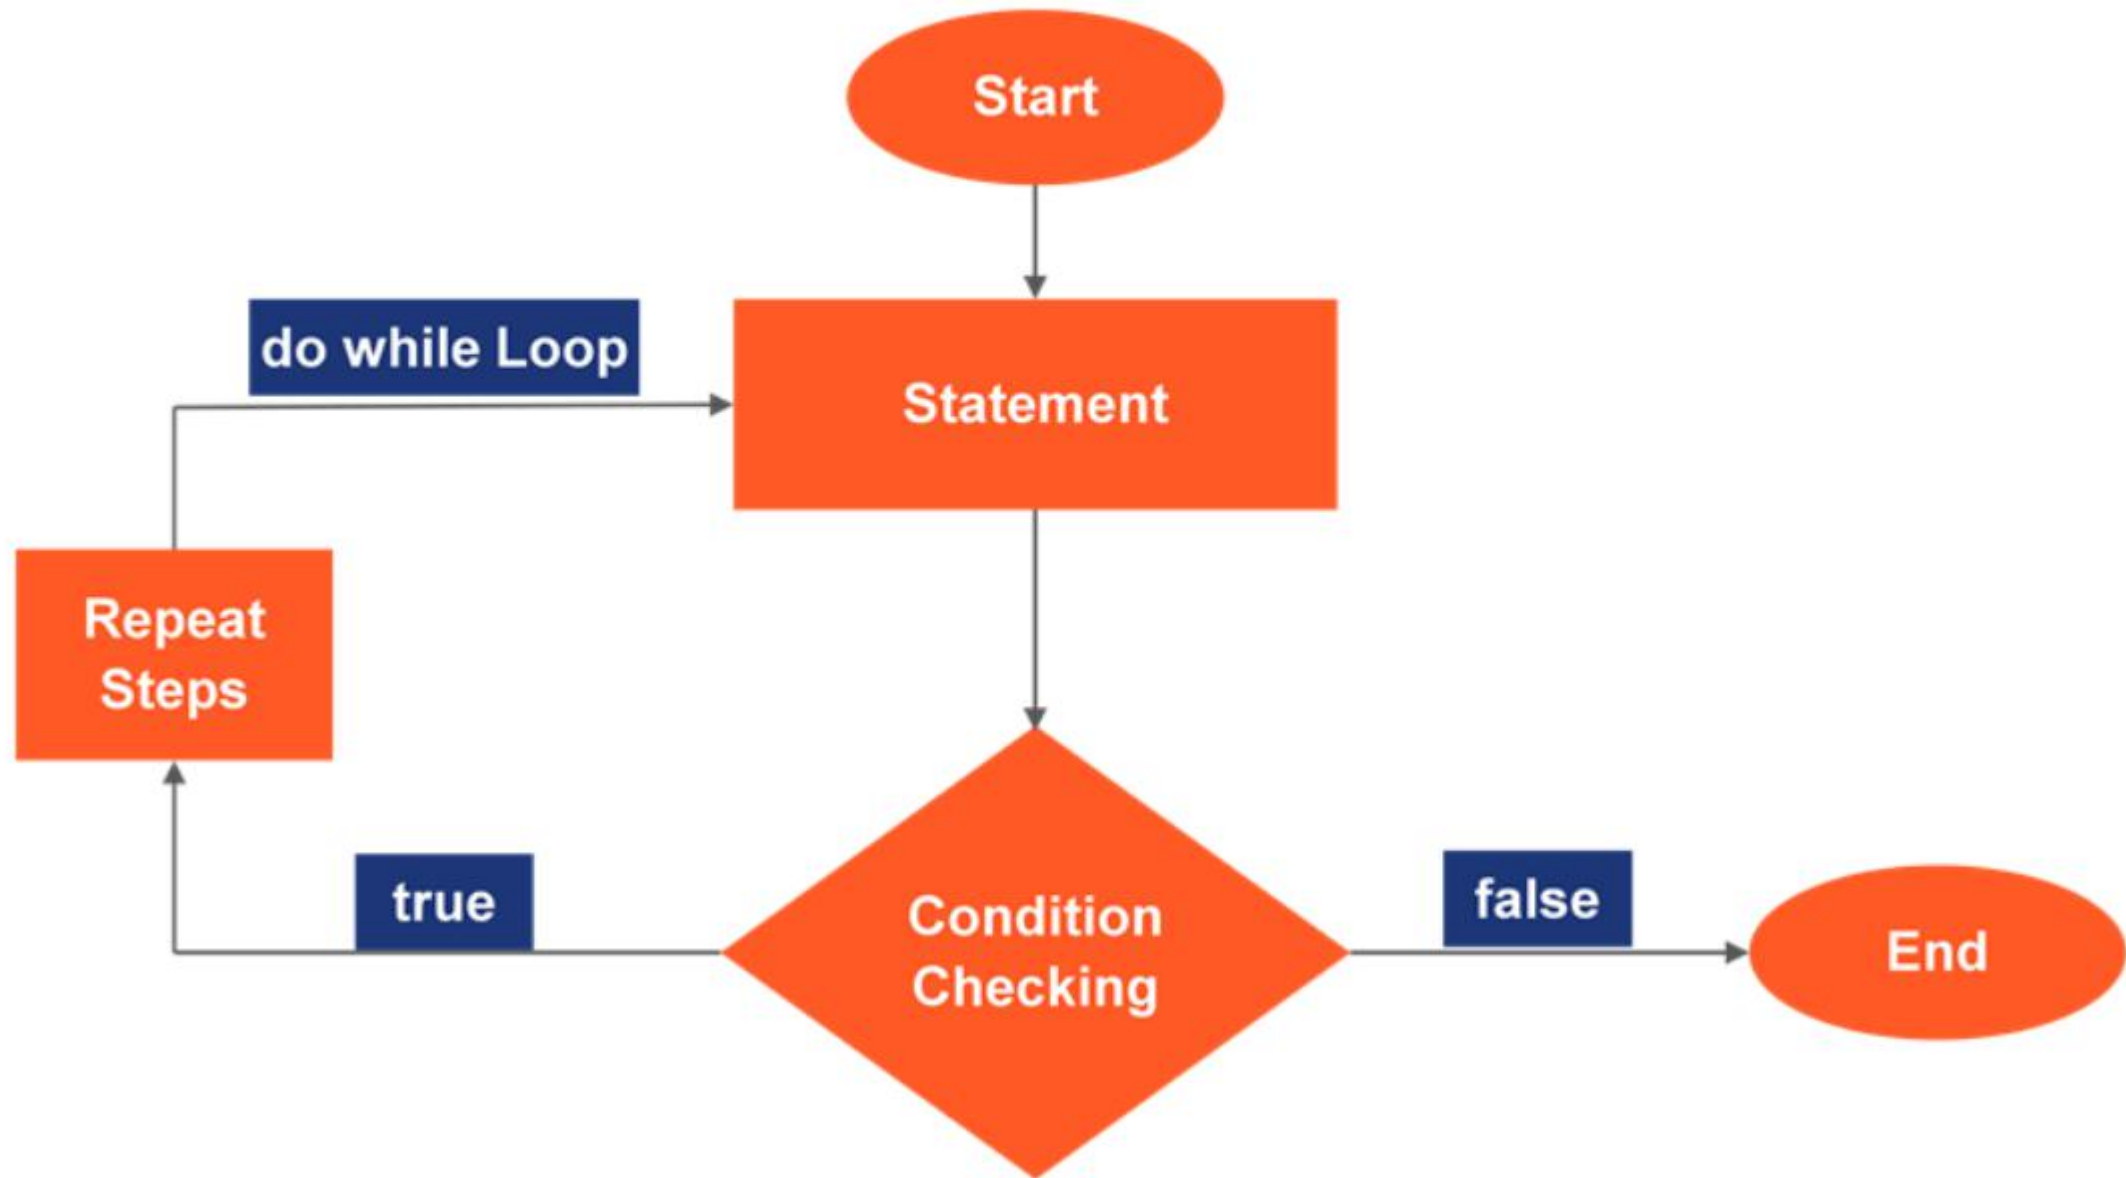 Start
do while Loop
Statement
Repeat
Steps
true
Condition
Checking
false
End